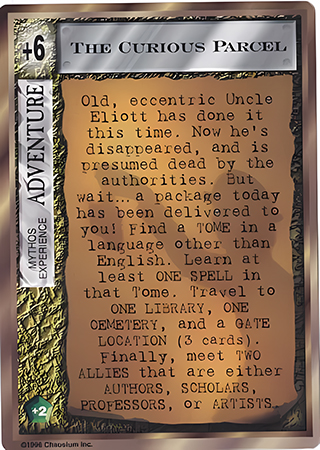 +6
THE CURIOUS PARCEL
MYTHOS
EXPERIENCE
ADVENTURE
Old, eccentric Uncle
Eliott has done it
this time. Now he's
disappeared, and is
presumed dead by the
authorities. But
wait...a package today
has been delivered to
you! Find a TOME in a
language other than
English. Learn at
least ONE SPELL in
that Tome. Travel to
ONE LIBRARY, ONE
CEMETERY, and a GATE
LOCATION (3 cards).
Finally, meet TWO
ALLIES that are either
AUTHORS, SCHOLARS,
PROFESSORS, or ARTISTS.
+2
©1996 Chaosium Inc.